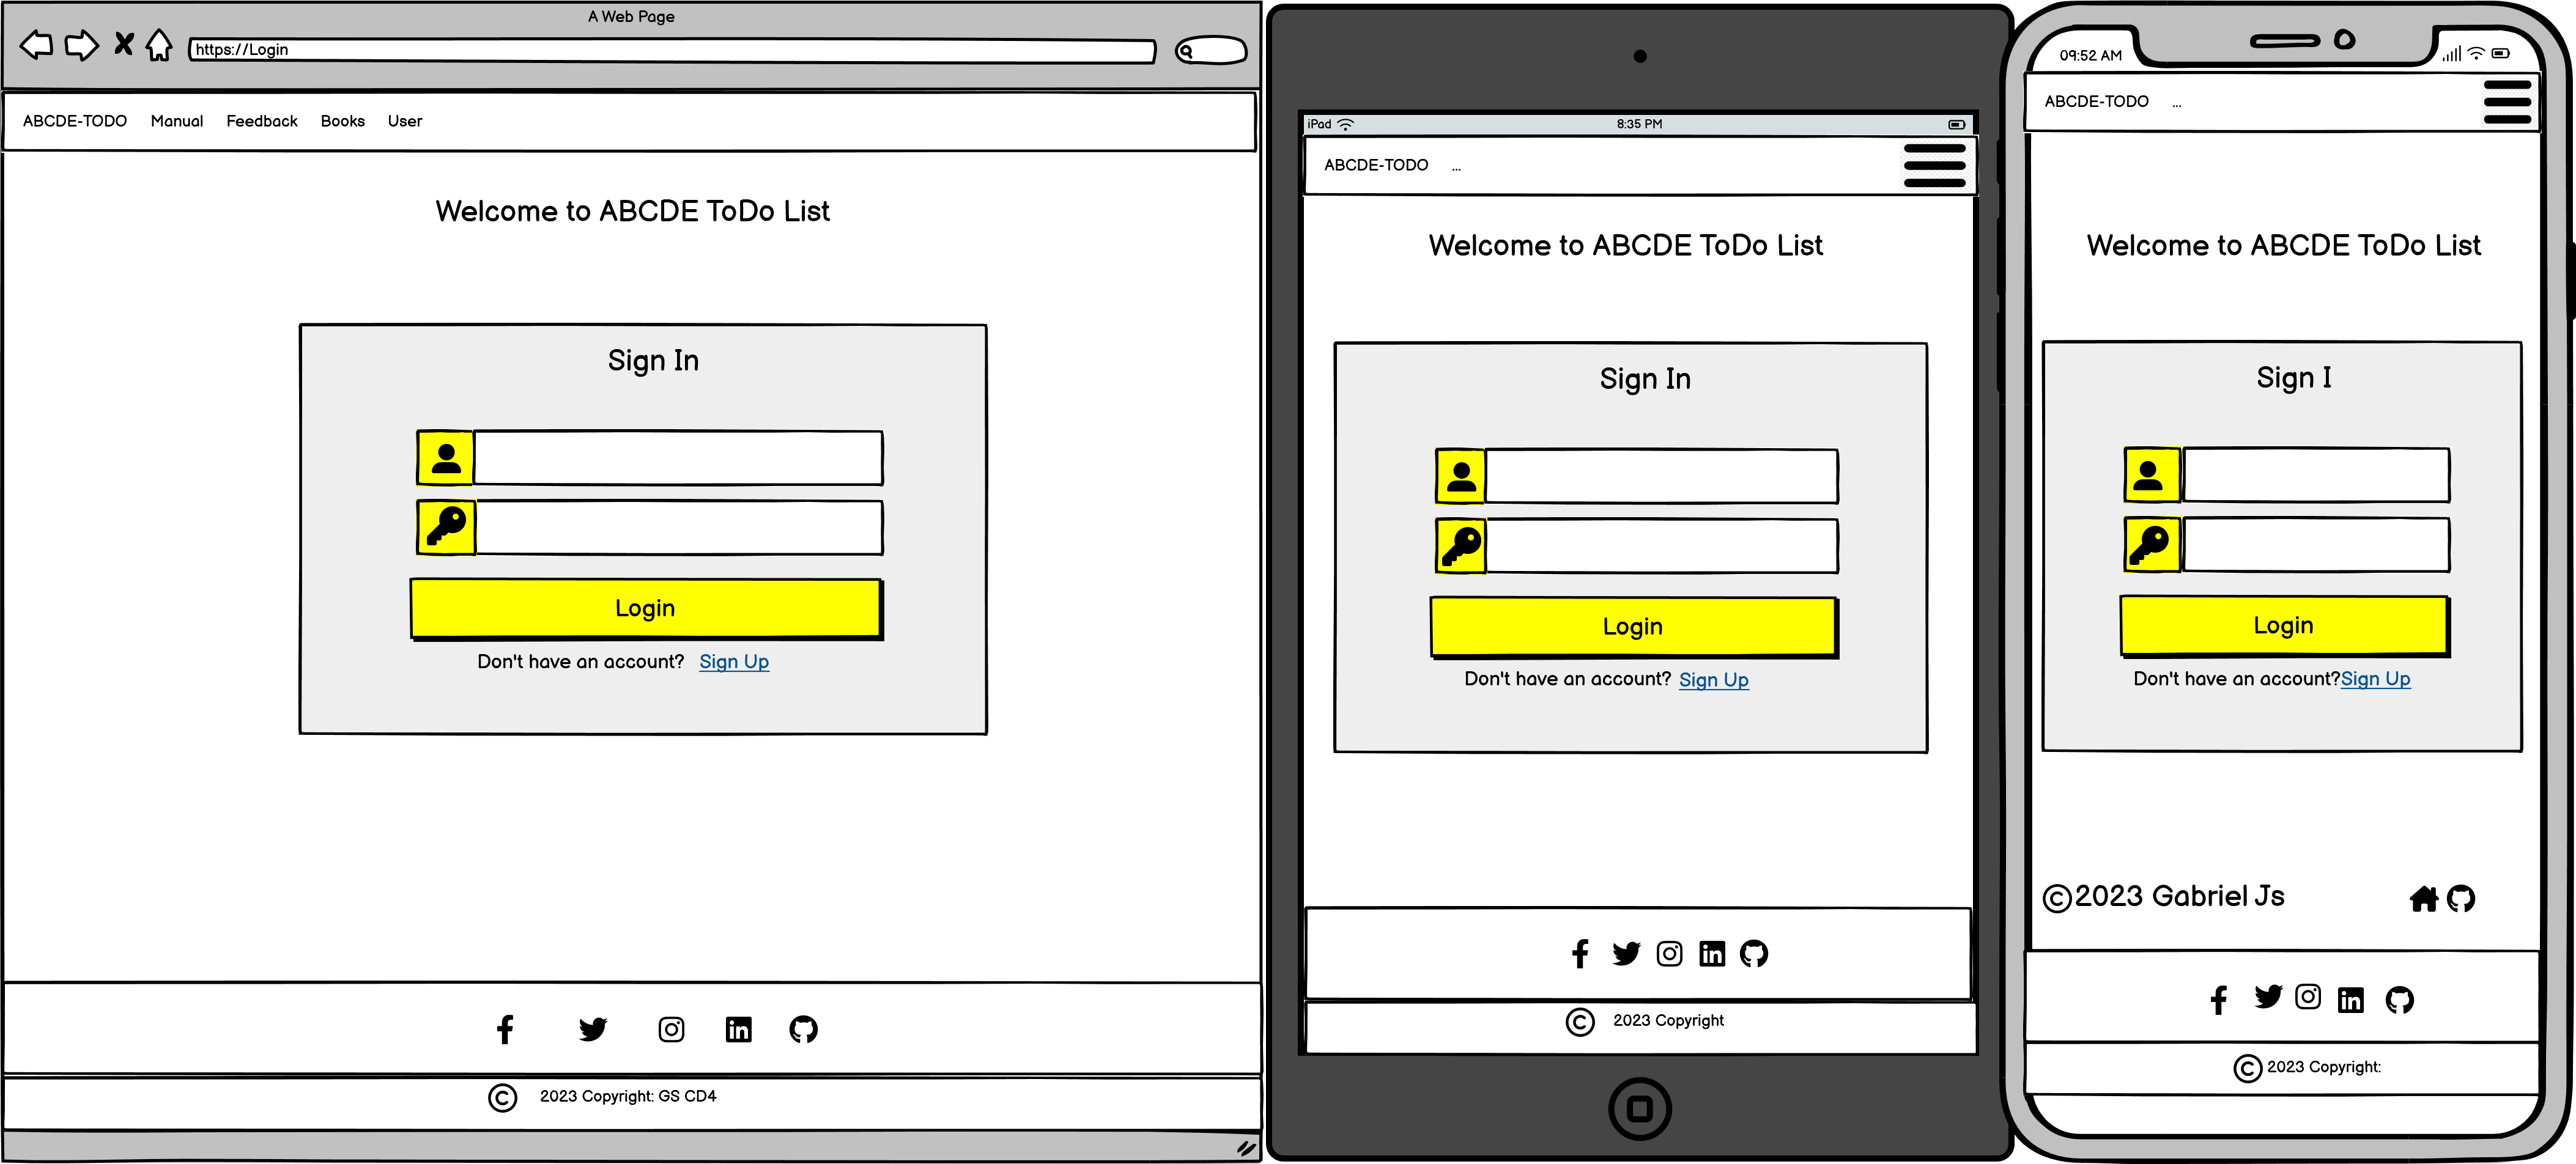 A Web Page
https://Login
ABCDE-TODO Manual Feedback Books User
Welcome to ABCDE ToDo List
Sign In
Login
Don't have an account? Sign Up
© 2023 Copyright: GS CD4
iPad 8:35 PM
ABCDE-TODO ...
Welcome to ABCDE ToDo List
Sign In
Login
Don't have an account? Sign Up
© 2023 Copyright
09:52 AM
ABCDE-TODO ...
Welcome to ABCDE ToDo List
Sign I
Login
Don't have an account?Sign Up
©2023 Gabriel Js
© 2023 Copyright: